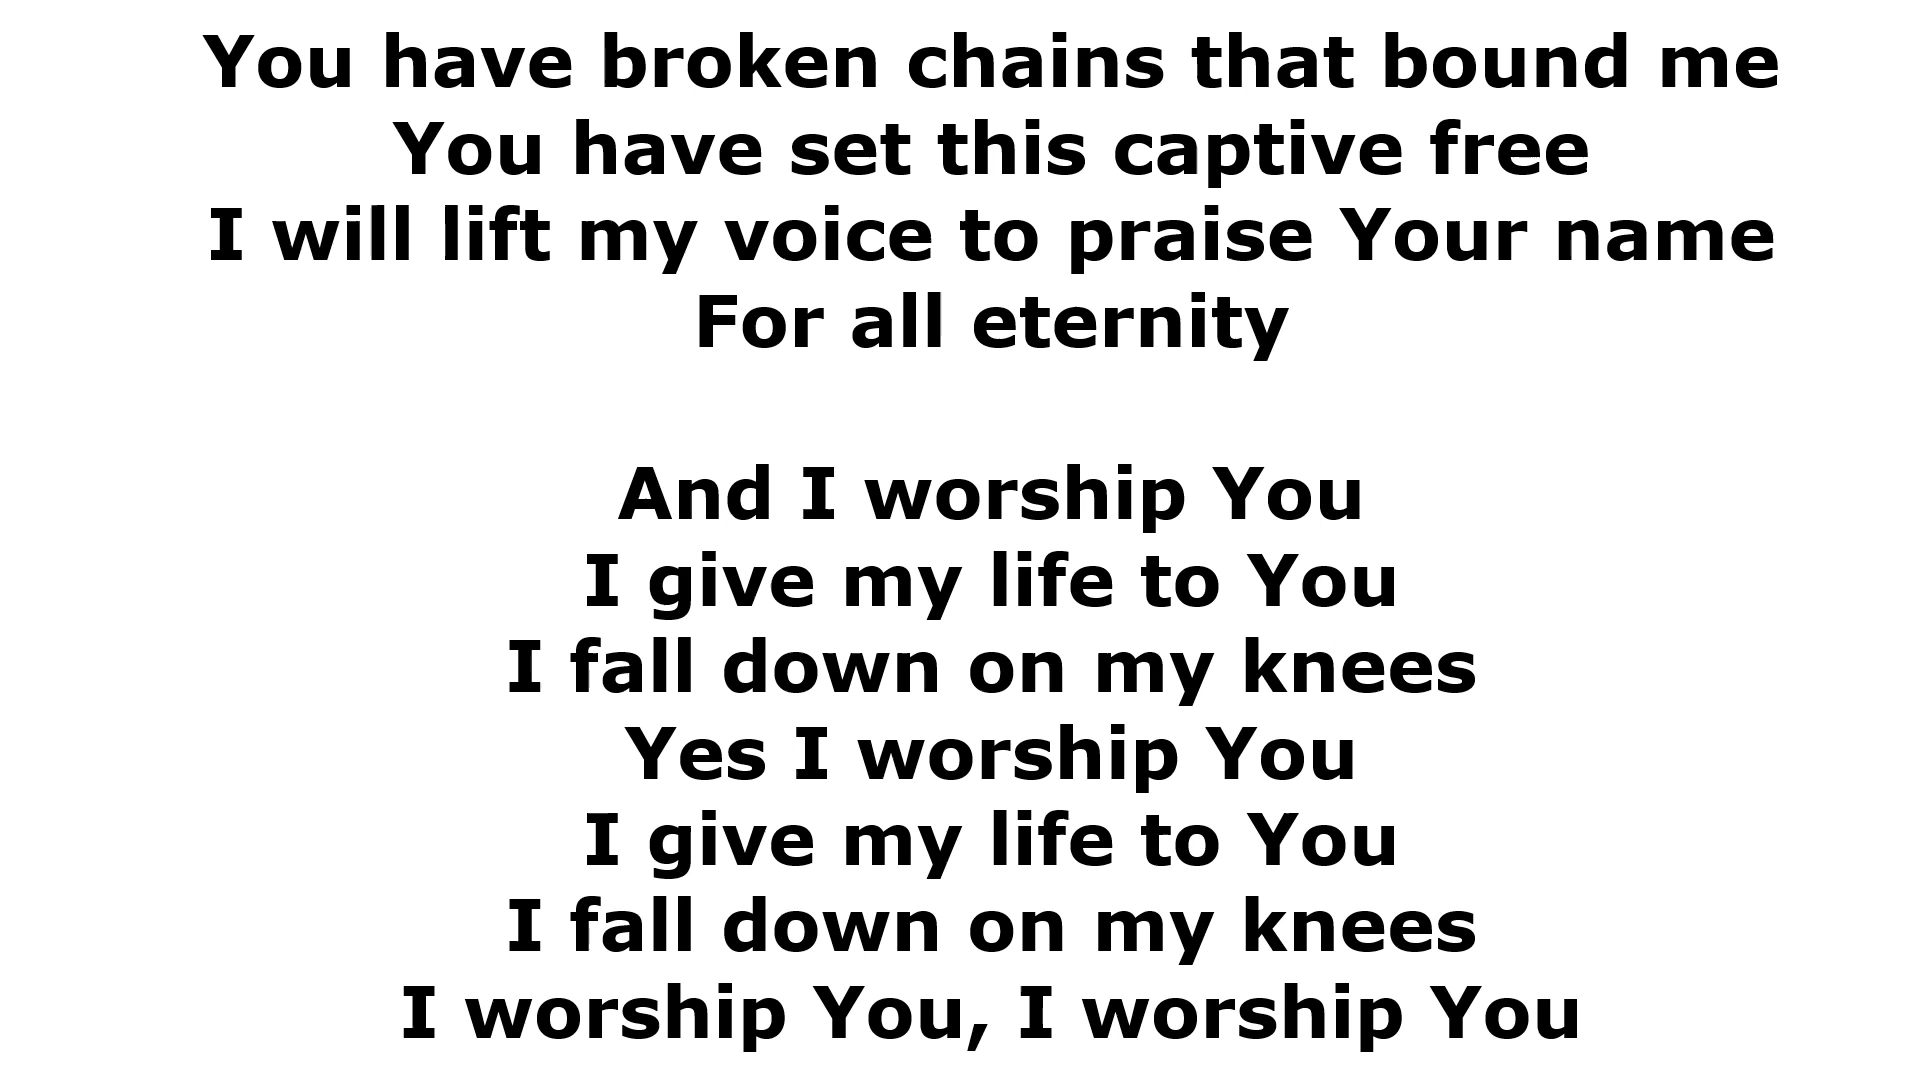 You have broken chains that bound me
You have set this captive free
I will lift my voice to praise Your name
For all eternity
And I worship You
I give my life to You
I fall down on my knees
Yes I worship You
I give my life to You
I fall down on my knees
I worship You, I worship You